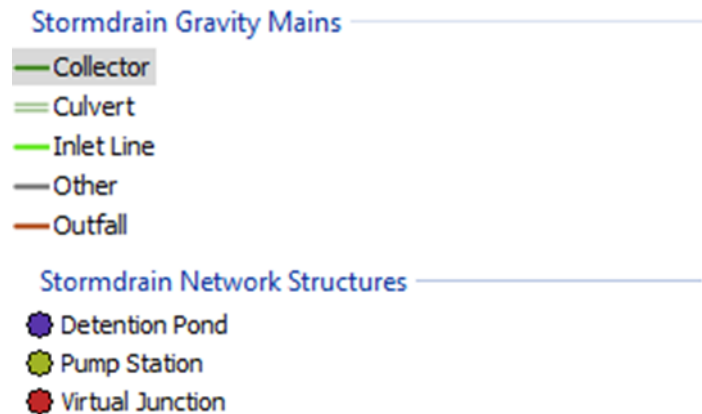 Stormdrain Gravity Mains
Collector
Culvert
Inlet Line
Other
Outfall
Stormdrain Network Structures
Detention Pond
Pump Station
Virtual Junction